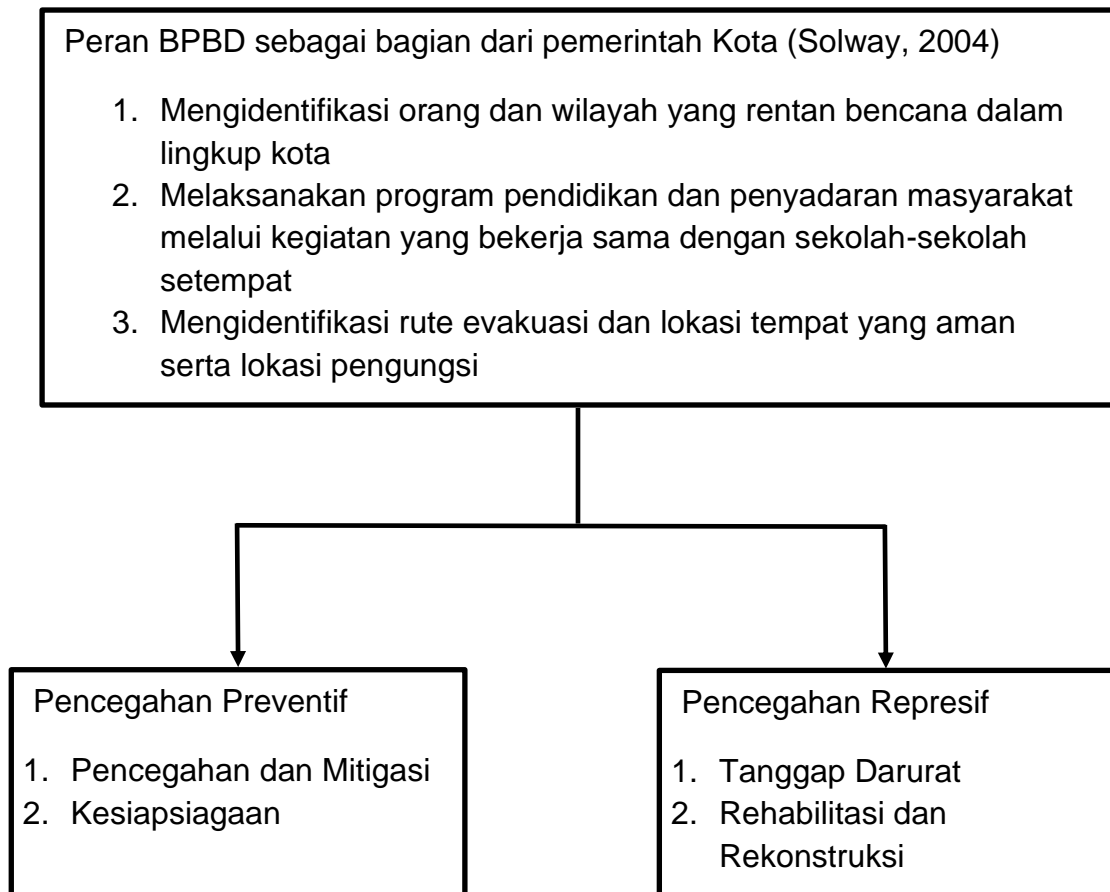 Peran BPBD sebagai bagian dari pemerintah Kota (Solway, 2004)
1. Mengidentifikasi orang dan wilayah yang rentan bencana dalam
lingkup kota
2. Melaksanakan program pendidikan dan penyadaran masyarakat
melalui kegiatan yang bekerja sama dengan sekolah-sekolah
setempat
3. Mengidentifikasi rute evakuasi dan lokasi tempat yang aman
serta lokasi pengungsi
Pencegahan Preventif
1. Pencegahan dan Mitigasi
2. Kesiapsiagaan
Pencegahan Represif
1. Tanggap Darurat
2. Rehabilitasi dan
Rekonstruksi